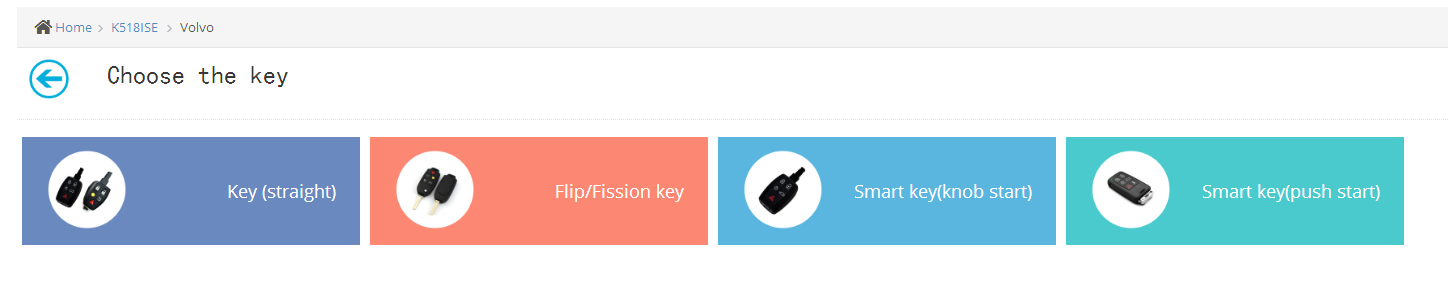 Home > K518ISE > Volvo
Choose the key
Key (straight)
Flip/Fission key
Smart key(knob start)
Smart key(push start)